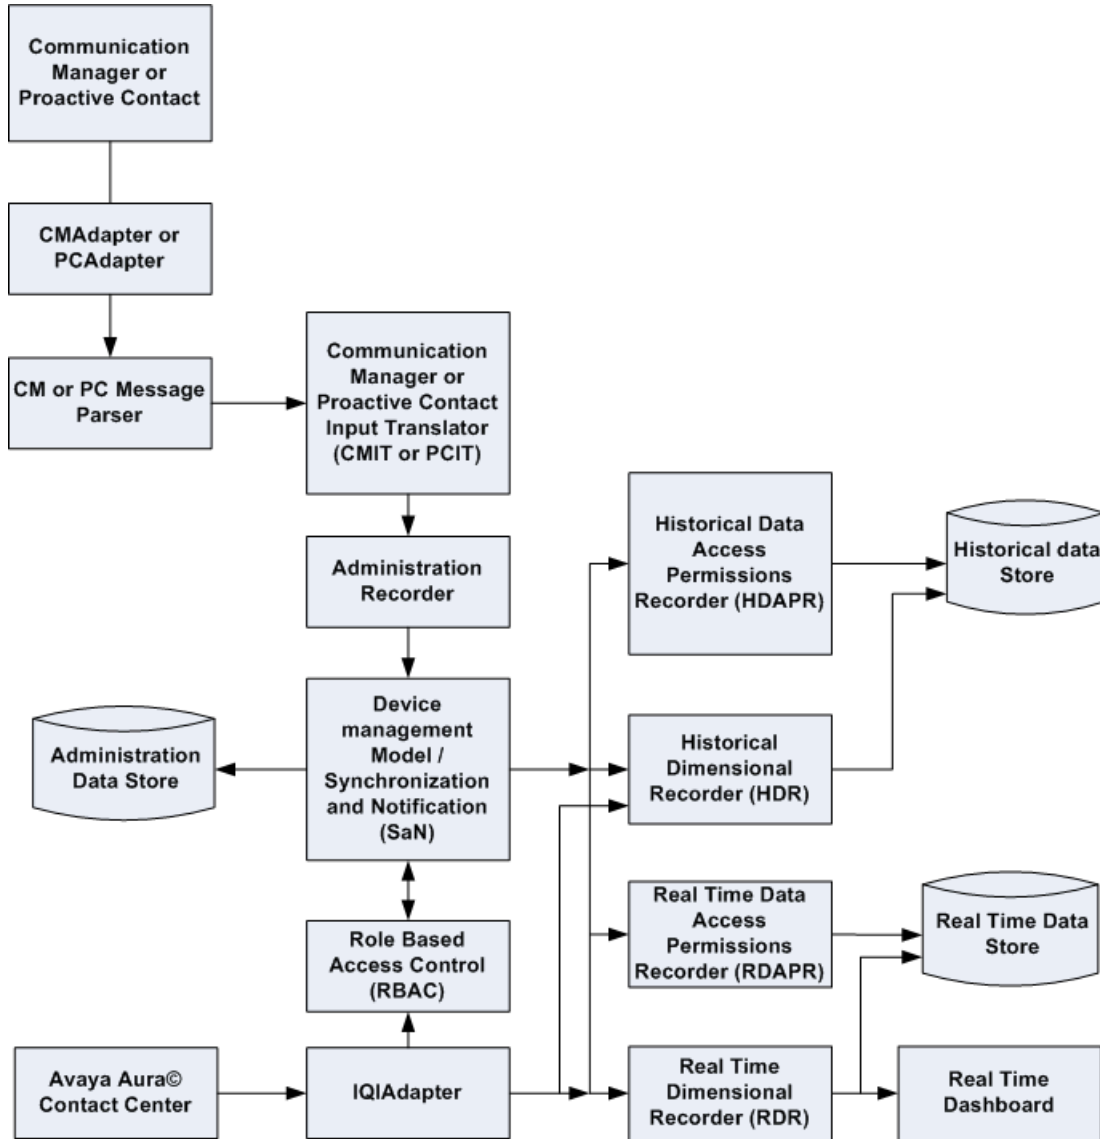 Communication
Manager or
Proactive Contact
CMAdapter or
PCAdapter
CM or PC Message
Parser
Communication
Manager or
Proactive Contact
Input Translator
(CMIT or PCIT)
Administration
Recorder
Device
management
Model /
Synchronization
and Notification
(SaN)
Administration
Data Store
Role Based
Access Control
(RBAC)
Avaya Aura©
Contact Center
IQIAdapter
Historical Data
Access
Permissions
Recorder (HDAPR)
Historical data
Store
Historical
Dimensional
Recorder (HDR)
Real Time Data
Access
Permissions
Recorder (RDAPR)
Real Time Data
Store
Real Time
Dimensional
Recorder (RDR)
Real Time
Dashboard